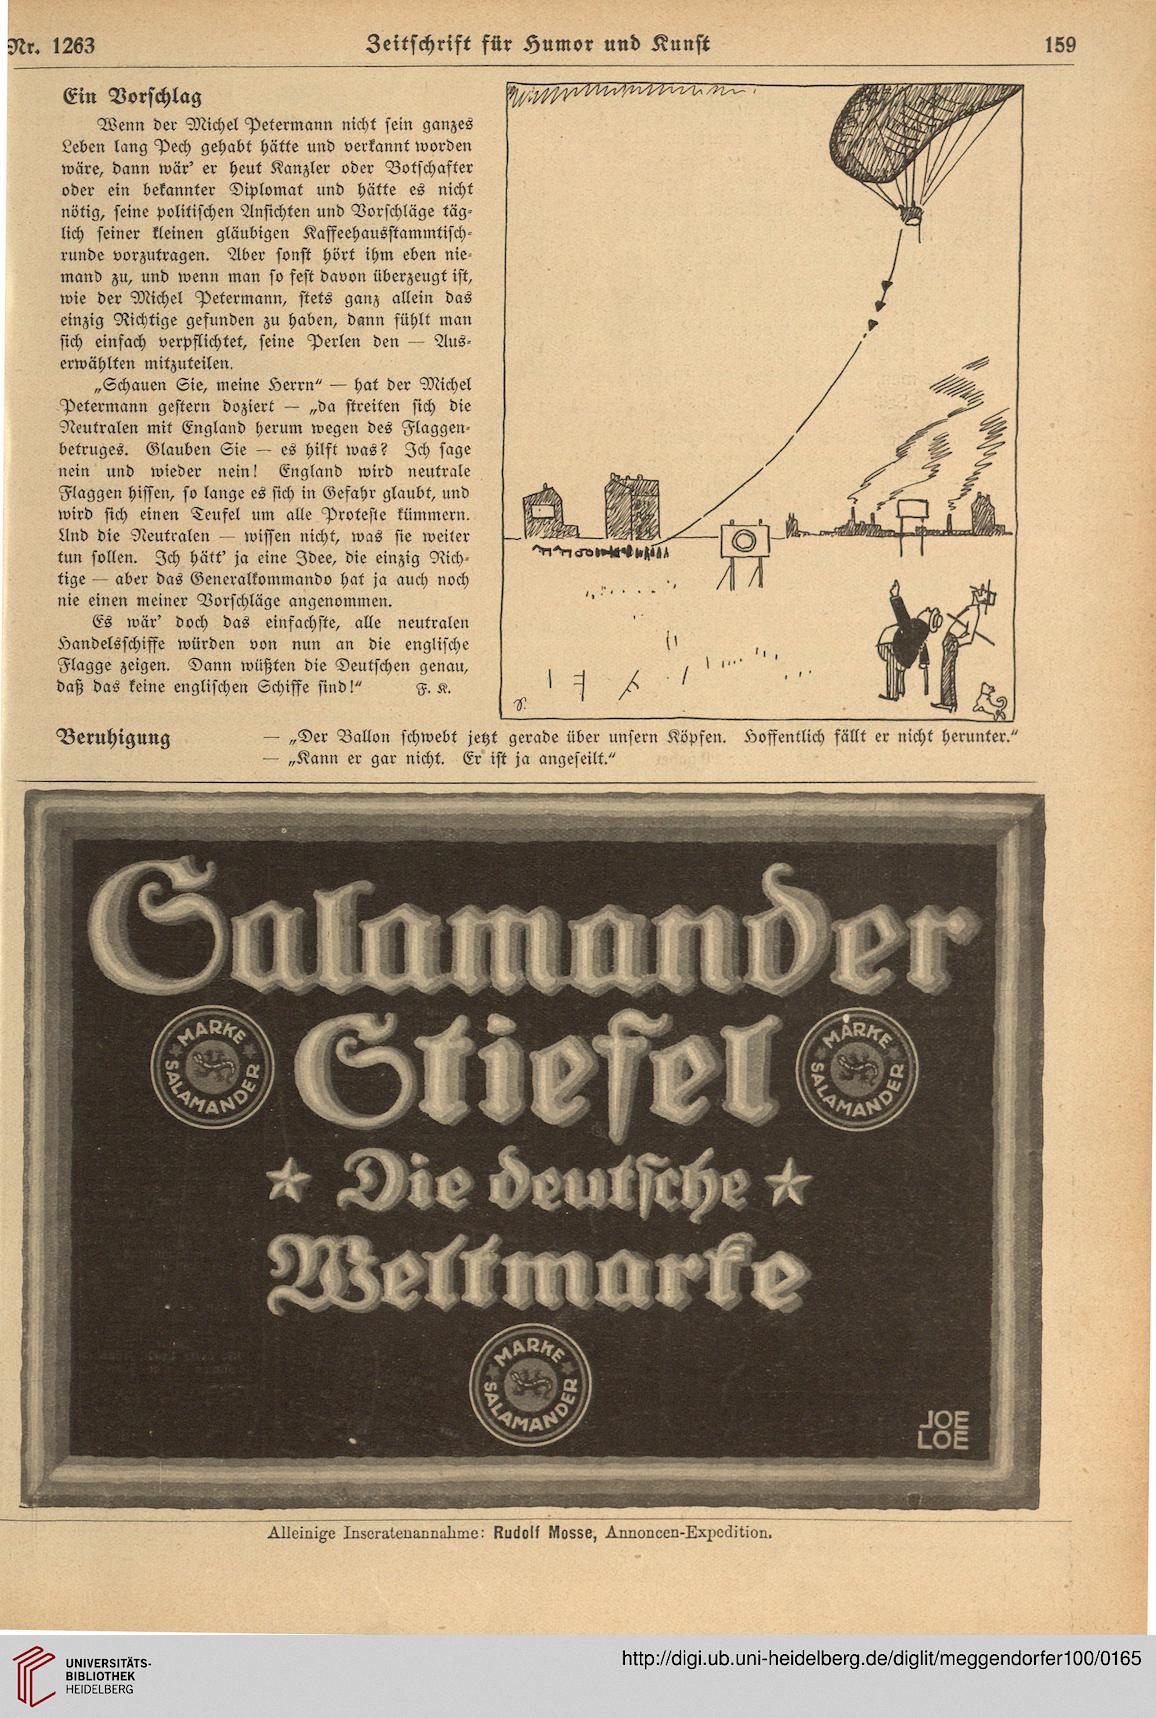 Nr. 1263
Zeitschrift für Humor und Kunst
159
Ein Vorschlag
Wenn der Michel Petermann nicht sein ganzes
Leben lang Pech gehabt hätte und verkannt worden
wäre, dann wär' er heut Kanzler oder Botschafter
oder ein bekannter Diplomat und hätte es nicht
nötig, seine politischen Ansichten und Vorschläge täg-
lich seiner kleinen gläubigen Kaffeehausstammtisch-
runde vorzutragen. Aber sonst hört ihm eben nie-
mand zu, und wenn man so fest davon überzeugt ist,
wie der Michel Petermann, stets ganz allein das
einzig Richtige gefunden zu haben, dann fühlt man
sich einfach verpflichtet, seine Perlen den — Aus-
erwählten mitzuteilen.
„Schauen Sie, meine Herrn" — hat der Michel
Petermann gestern doziert — „da streiten sich die
Neutralen mit England herum wegen des Flaggen-
betruges. Glauben Sie — es hilft was? Ich sage
nein und wieder nein! England wird neutrale
Flaggen hissen, so lange es sich in Gefahr glaubt, und
wird sich einen Teufel um alle Proteste kümmern.
Und die Neutralen — wissen nicht, was sie weiter
tun sollen. Ich hätt' ja eine Idee, die einzig Rich-
tige — aber das Generalkommando hat ja auch noch
nie einen meiner Vorschläge angenommen.
Es wär' doch das einfachste, alle neutralen
Handelsschiffe würden von nun an die englische
Flagge zeigen. Dann wüßten die Deutschen genau,
daß das keine englischen Schiffe sind!" F. K.
Beruhigung — „Der Ballon schwebt jetzt gerade über unsern Köpfen. Hoffentlich fällt er nicht herunter."
— „Kann er gar nicht. Er ist ja angeseilt."
Salamander
Stiefel
MARKE SALAMANDER
MARKE SALAMANDER
Die deutsche
Weltmarke
MARKE SALAMANDER
JOE
LOE
Alleinige Inseratenannahme: Rudolf Mosse, Annoncen-Expedition.
UNIVERSITÄTS-
BIBLIOTHEK
HEIDELBERG
http://digi.ub.uni-heidelberg.de/diglit/meggendorfer100/0165